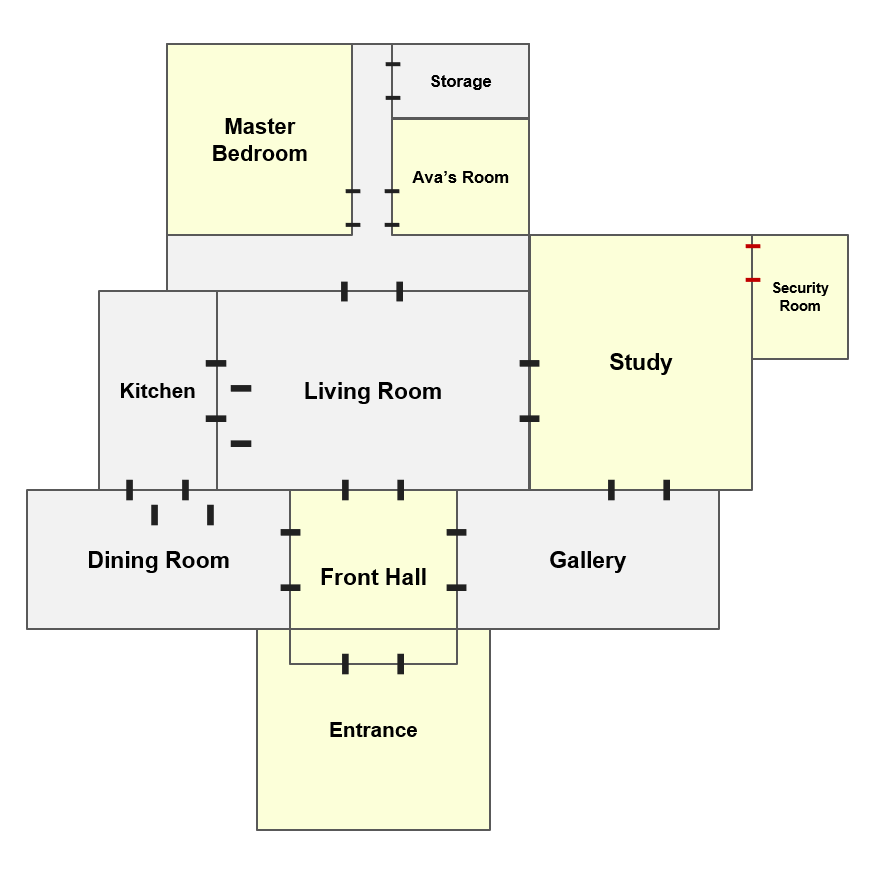 Storage
Master
Bedroom
Ava's Room
Security
Room
Study
Kitchen
Living Room
Dining Room
Front Hall
Gallery
Entrance